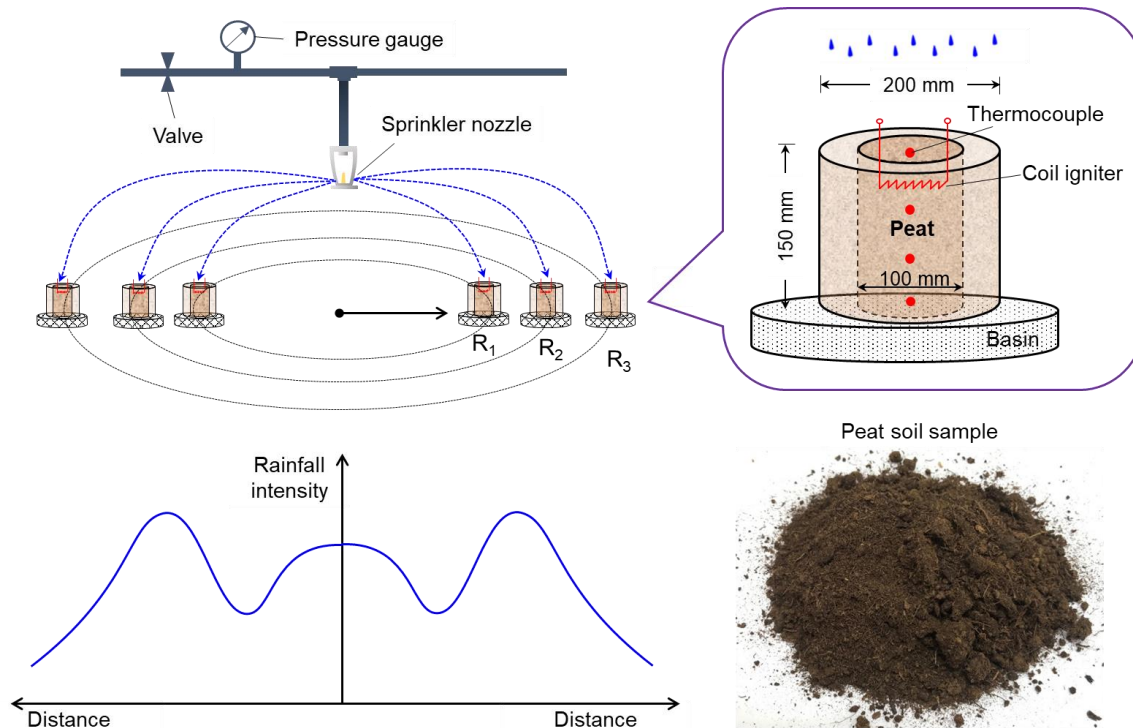 Pressure gauge
Valve
Sprinkler nozzle
R₁
R₂
R₃
200 mm
Thermocouple
Coil igniter
150 mm
Peat
100 mm
Basin
Rainfall
intensity
Distance
Distance
Peat soil sample